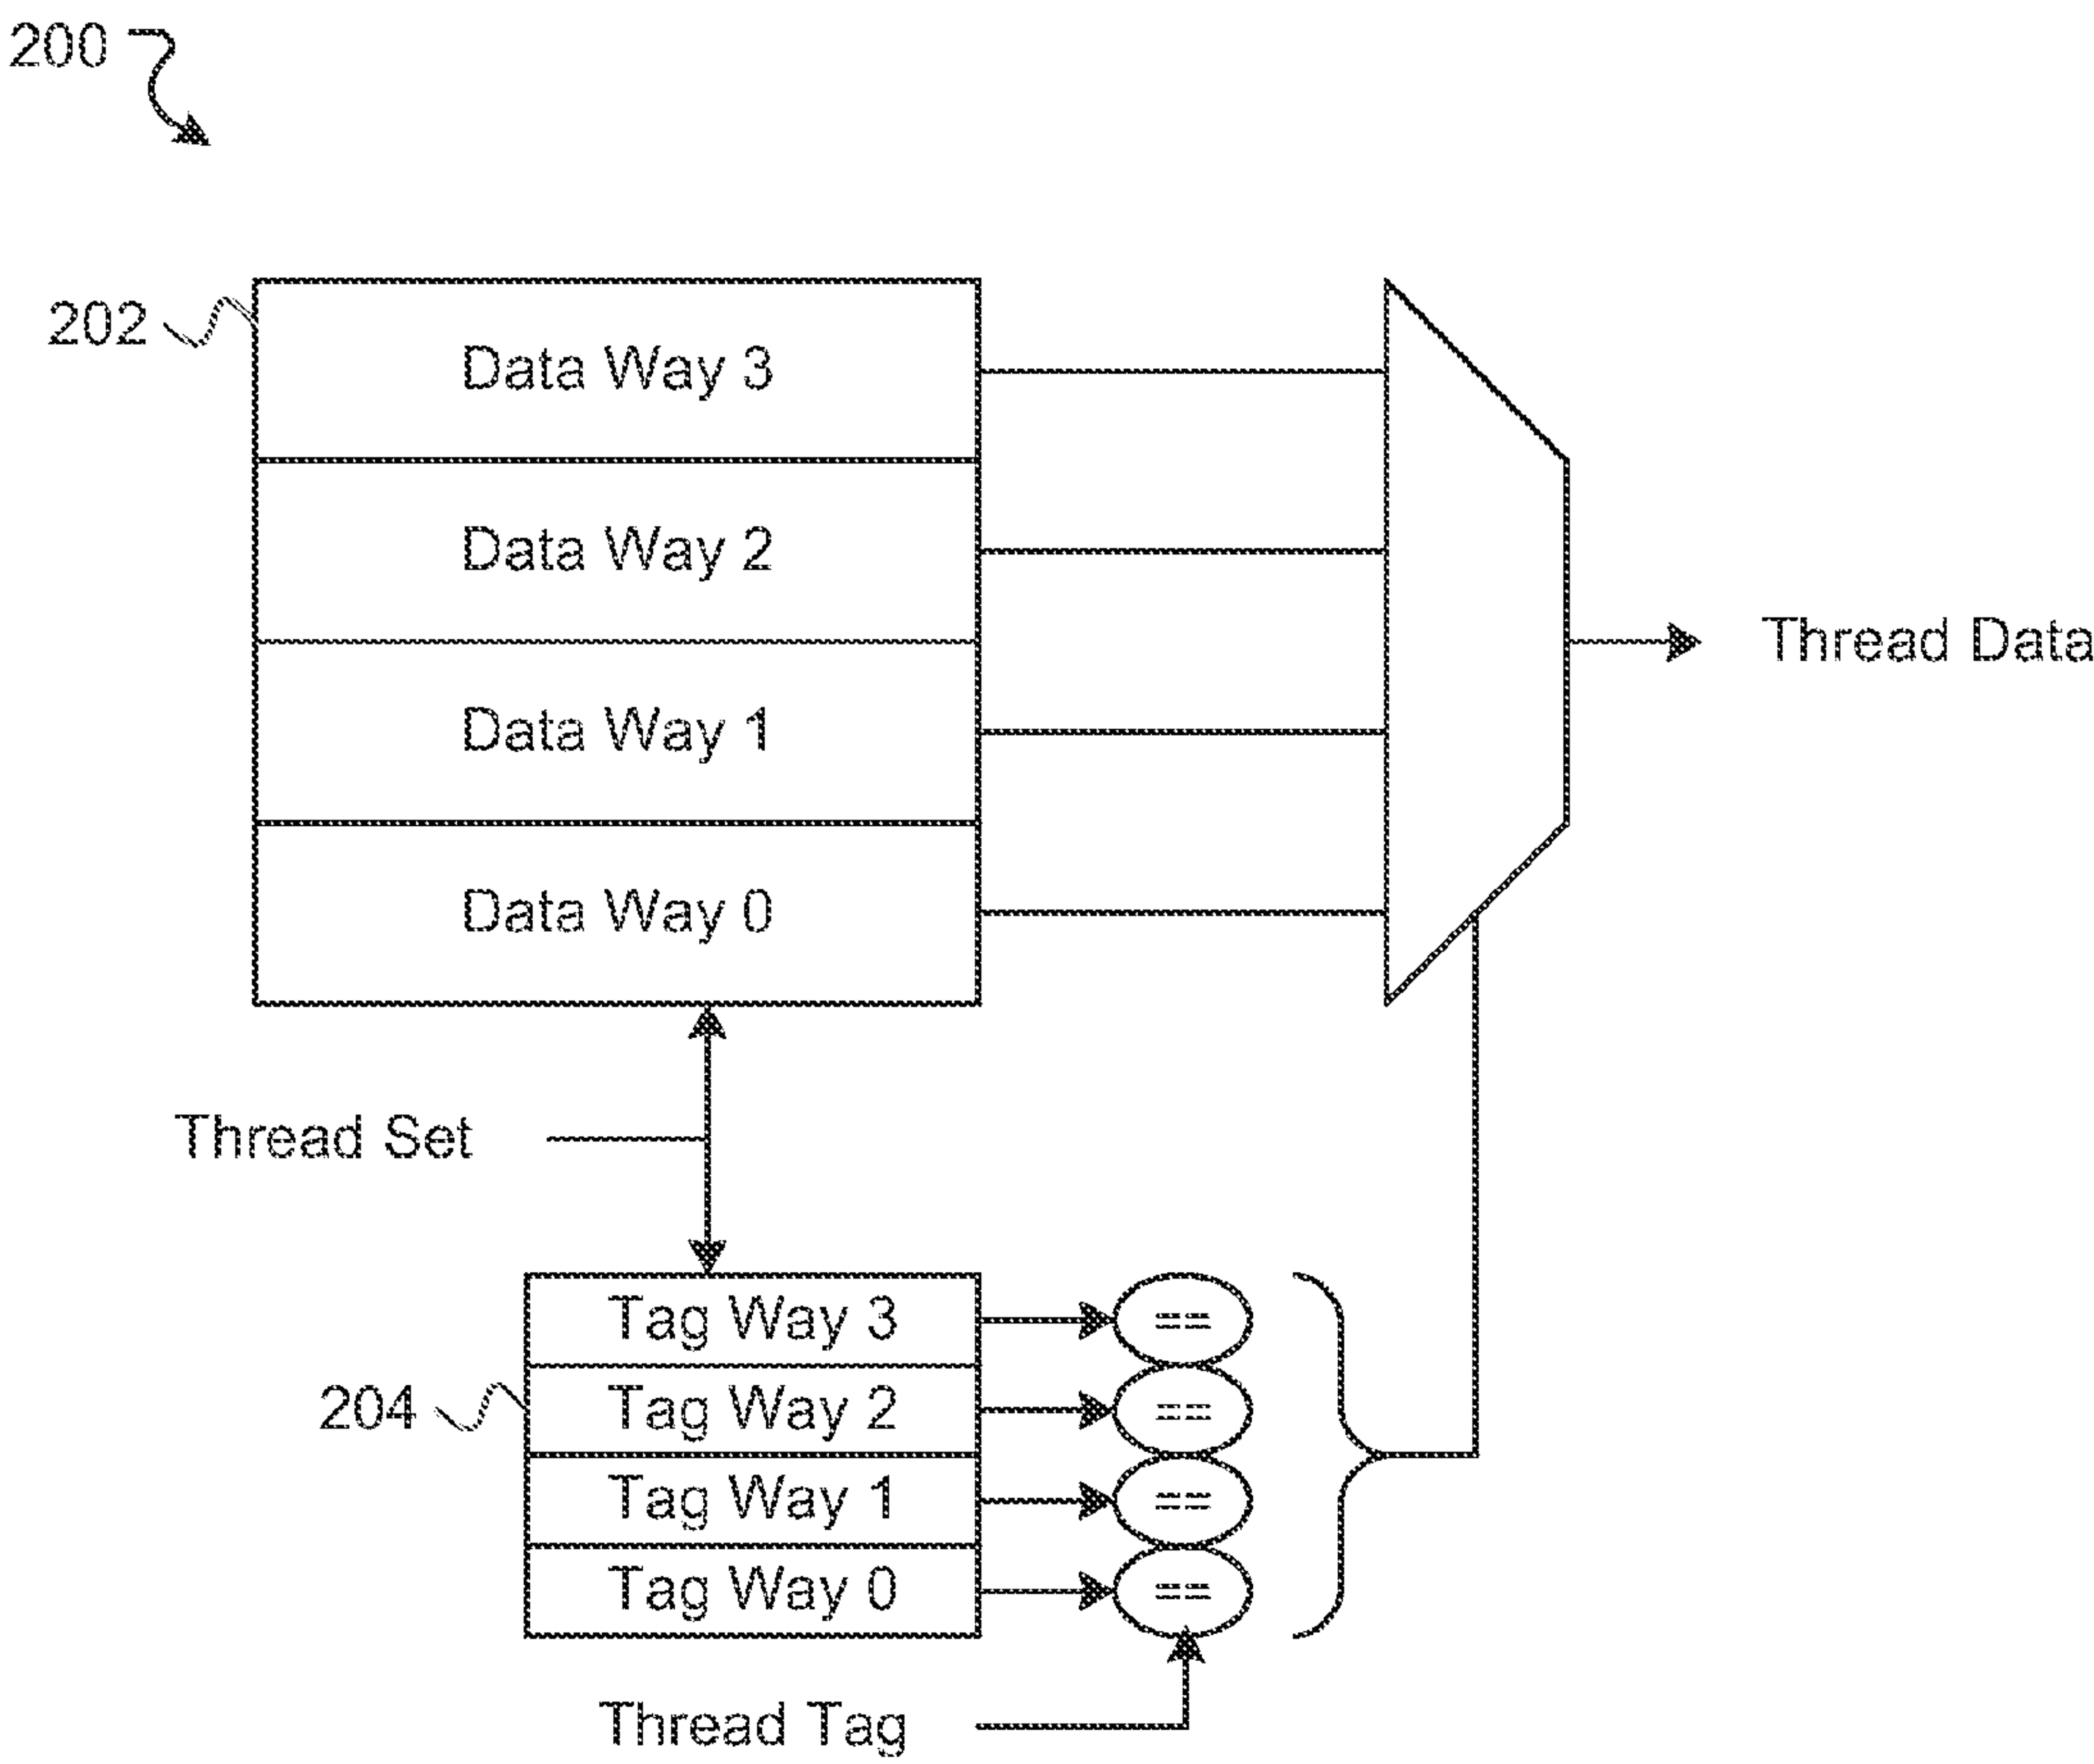 200
202
Data Way 3
Data Way 2
Thread Data
Data Way 1
Data Way 0
Thread Set
Tag Way 3 ==
204
Tag Way 2 ==
Tag Way 1 ==
Tag Way 0 ==
Thread Tag